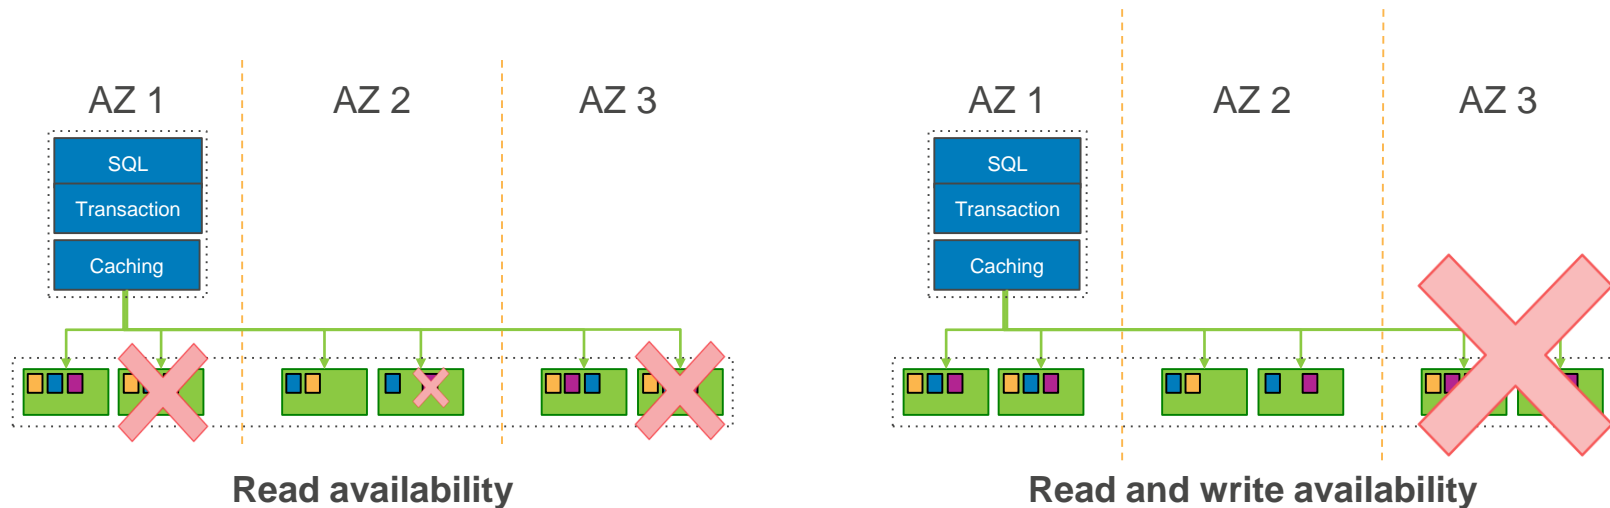 AZ 1
AZ 2
AZ 3
SQL
Transaction
Caching
Read availability
AZ 1
AZ 2
AZ 3
SQL
Transaction
Caching
Read and write availability